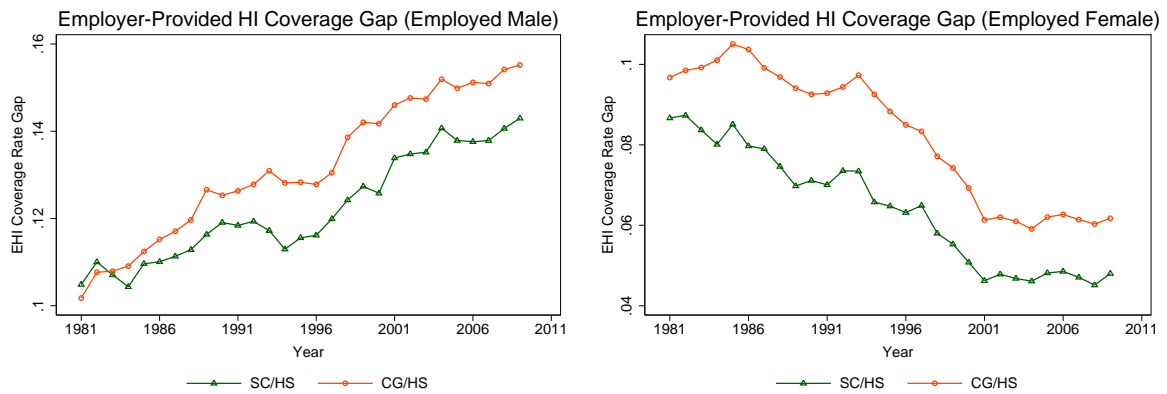 Employer-Provided HI Coverage Gap (Employed Male)
EHI Coverage Rate Gap
.16
.14
.12
.1
1981 1986 1991 1996 2001 2006 2011
Year
SC/HS CG/HS
Employer-Provided HI Coverage Gap (Employed Female)
EHI Coverage Rate Gap
.1
.08
.06
.04
1981 1986 1991 1996 2001 2006 2011
Year
SC/HS CG/HS